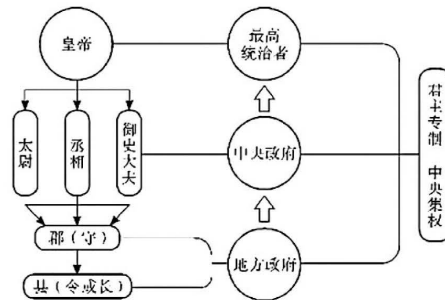 皇帝
最高
统治者
太尉
丞相
御史大夫
中央政府
郡（守）
县（令或长）
地方政府
君主专制 中央集权